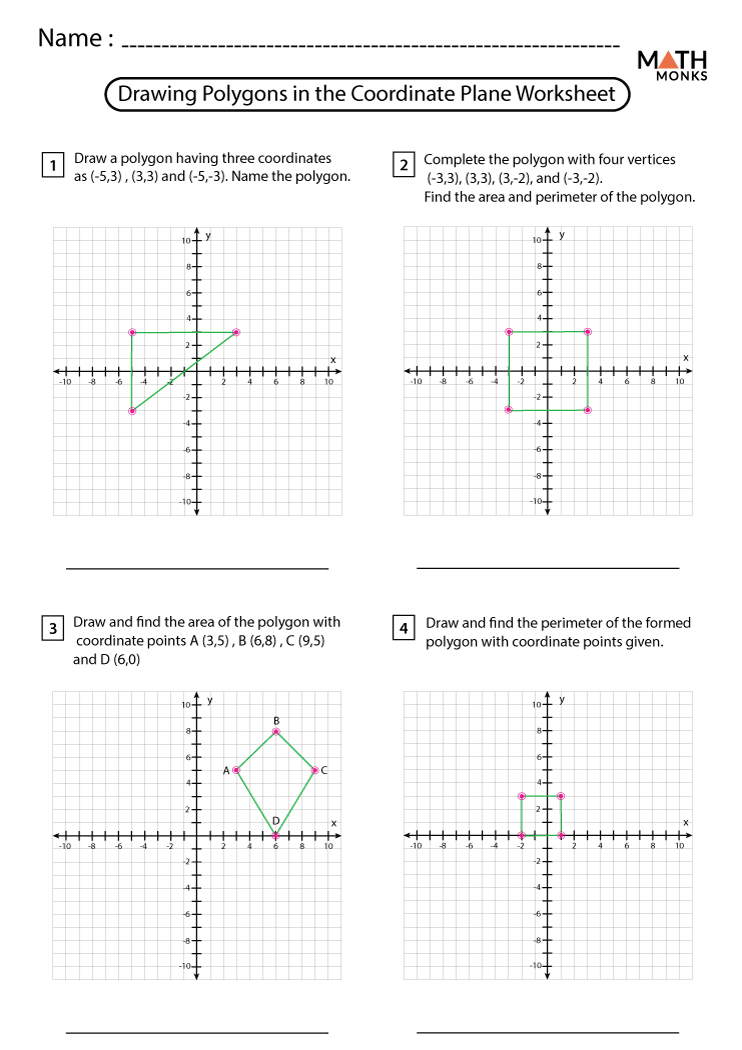 Name : ______________________________
MATH
MONKS
Drawing Polygons in the Coordinate Plane Worksheet
1
Draw a polygon having three coordinates
as (-5,3) , (3,3) and (-5,-3). Name the polygon.
2
Complete the polygon with four vertices
(-3,3), (3,3), (3,-2), and (-3,-2).
Find the area and perimeter of the polygon.
y
10
8
6
4
2
x
-10 -8 -6 -4 -2 2 4 6 8 10
-2
-4
-6
-8
-10
y
10
8
6
4
2
x
-10 -8 -6 -4 -2 2 4 6 8 10
-2
-4
-6
-8
-10
3
Draw and find the area of the polygon with
coordinate points A (3,5) , B (6,8) , C (9,5)
and D (6,0)
4
Draw and find the perimeter of the formed
polygon with coordinate points given.
y
10
B
8
6
A C
4
2
D
x
-10 -8 -6 -4 -2 2 4 6 8 10
-2
-4
-6
-8
-10
y
10
8
6
4
2
x
-10 -8 -6 -4 -2 2 4 6 8 10
-2
-4
-6
-8
-10